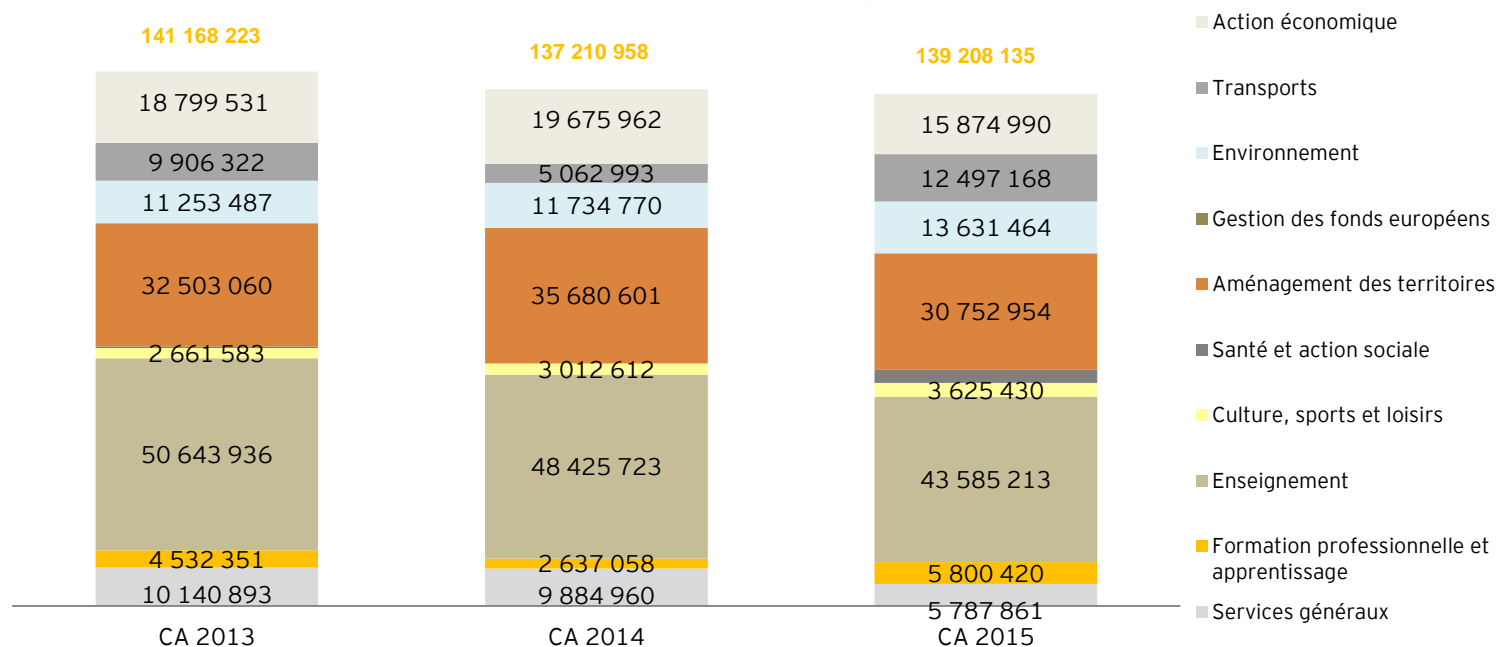 141 168 223
137 210 958
139 208 135
18 799 531
9 906 322
11 253 487
32 503 060
2 661 583
50 643 936
4 532 351
10 140 893
19 675 962
5 062 993
11 734 770
35 680 601
3 012 612
48 425 723
2 637 058
9 884 960
15 874 990
12 497 168
13 631 464
30 752 954
3 625 430
43 585 213
5 800 420
5 787 861
CA 2013
CA 2014
CA 2015
Action économique
Transports
Environnement
Gestion des fonds européens
Aménagement des territoires
Santé et action sociale
Culture, sports et loisirs
Enseignement
Formation professionnelle et
apprentissage
Services généraux